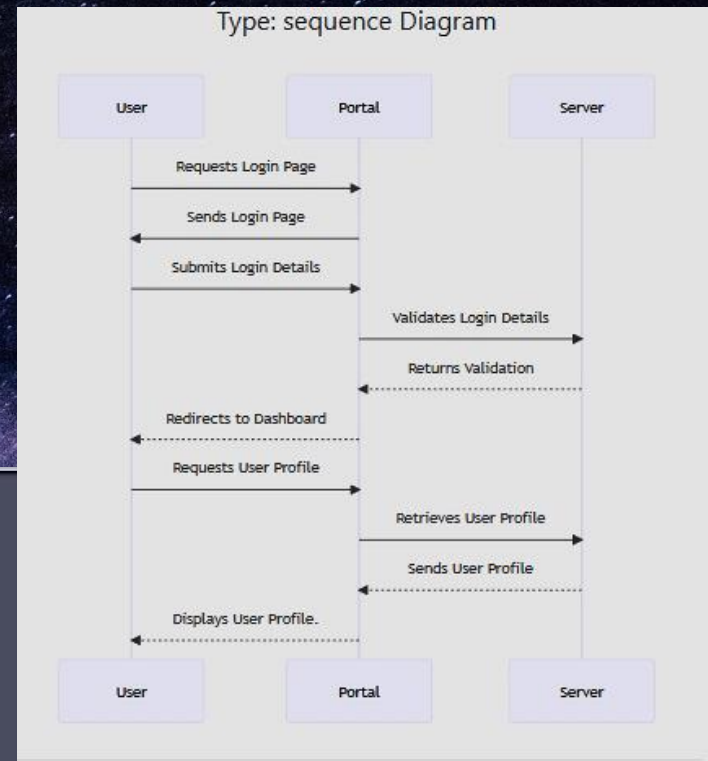 Type: sequence Diagram
User Portal Server
Requests Login Page
Sends Login Page
Submits Login Details
Validates Login Details
Returns Validation
Redirects to Dashboard
Requests User Profile
Retrieves User Profile
Sends User Profile
Displays User Profile.
User Portal Server